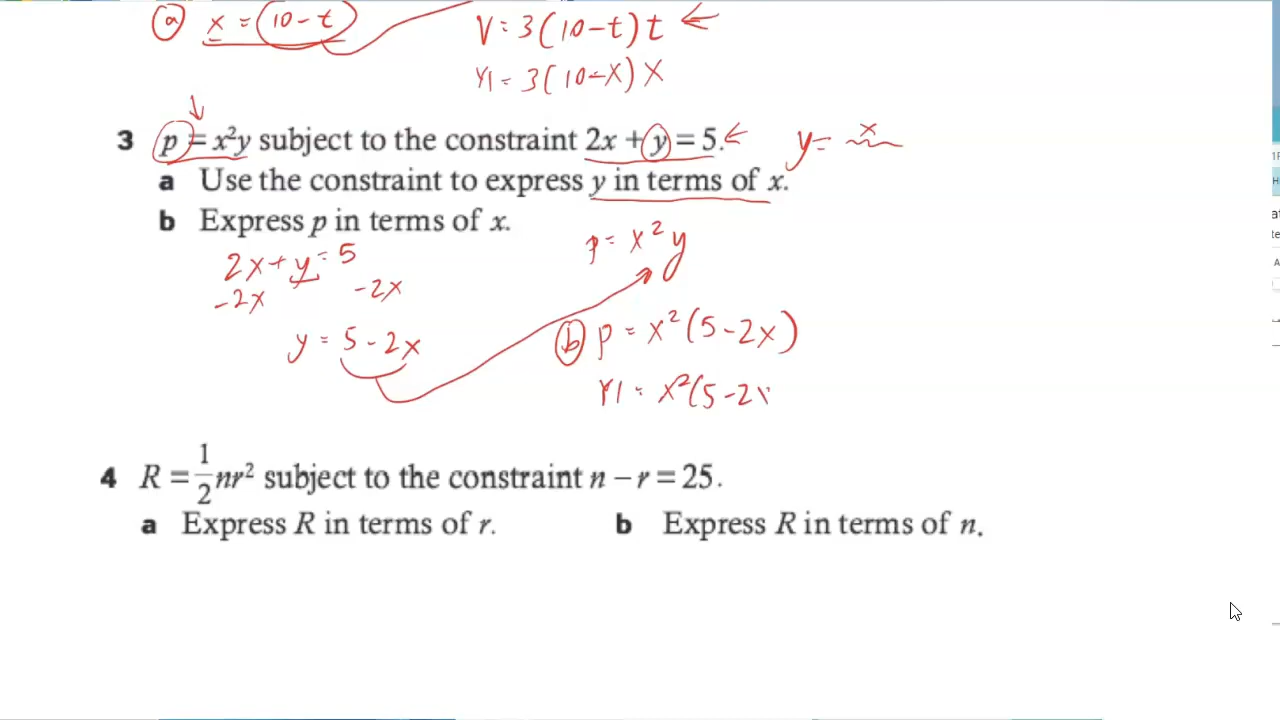 a x = 10 - t
V = 3(10-t)t
Y1 = 3(10-X)X
3 p = x²y subject to the constraint 2x + y = 5.
y = x
a Use the constraint to express y in terms of x.
b Express p in terms of x.
2x + y = 5
-2x -2x
y = 5 - 2x
p = x² y
b p = x²(5-2x)
Y1 = x²(5-2x
4 R = 1/2 nr² subject to the constraint n – r = 25.
a Express R in terms of r. b Express R in terms of n.